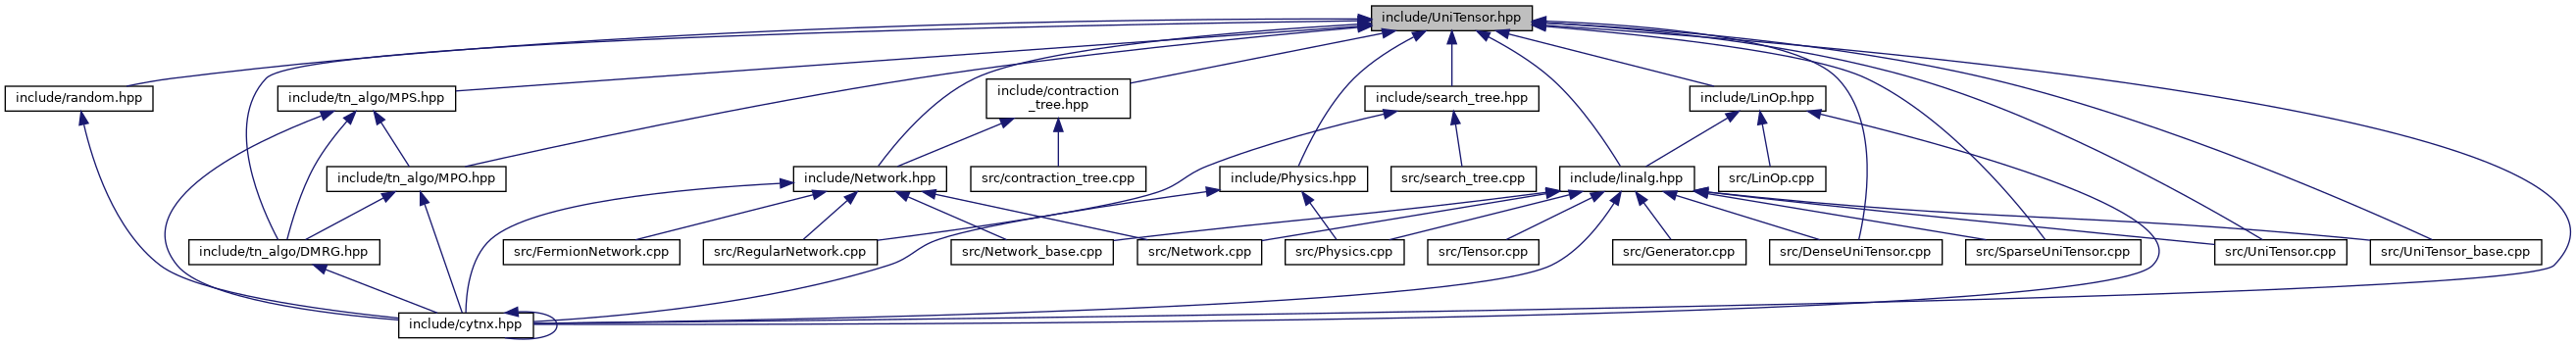 include/UniTensor.hpp
include/random.hpp
include/tn_algo/MPS.hpp
include/contraction
_tree.hpp
include/search_tree.hpp
include/LinOp.hpp
include/tn_algo/MPO.hpp
include/Network.hpp
src/contraction_tree.cpp
include/Physics.hpp
src/search_tree.cpp
include/linalg.hpp
src/LinOp.cpp
include/tn_algo/DMRG.hpp
src/FermionNetwork.cpp
src/RegularNetwork.cpp
src/Network_base.cpp
src/Network.cpp
src/Physics.cpp
src/Tensor.cpp
src/Generator.cpp
src/DenseUniTensor.cpp
src/SparseUniTensor.cpp
src/UniTensor.cpp
src/UniTensor_base.cpp
include/cytnx.hpp